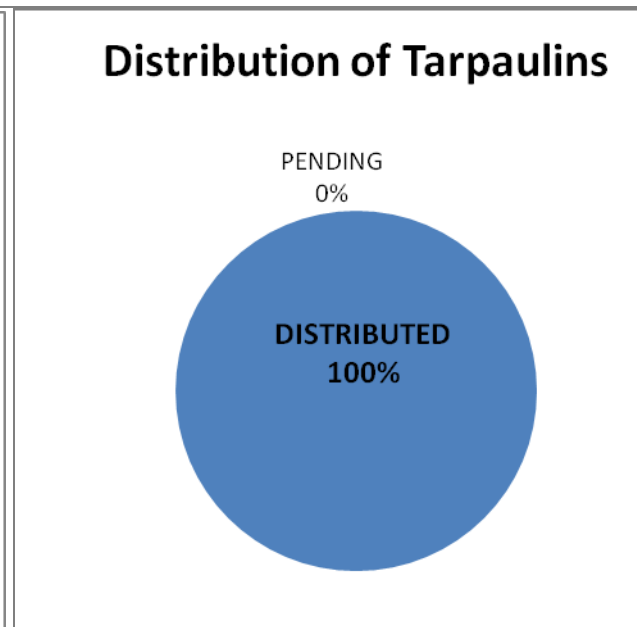 Distribution of Tarpaulins
PENDING
0%
DISTRIBUTED
100%